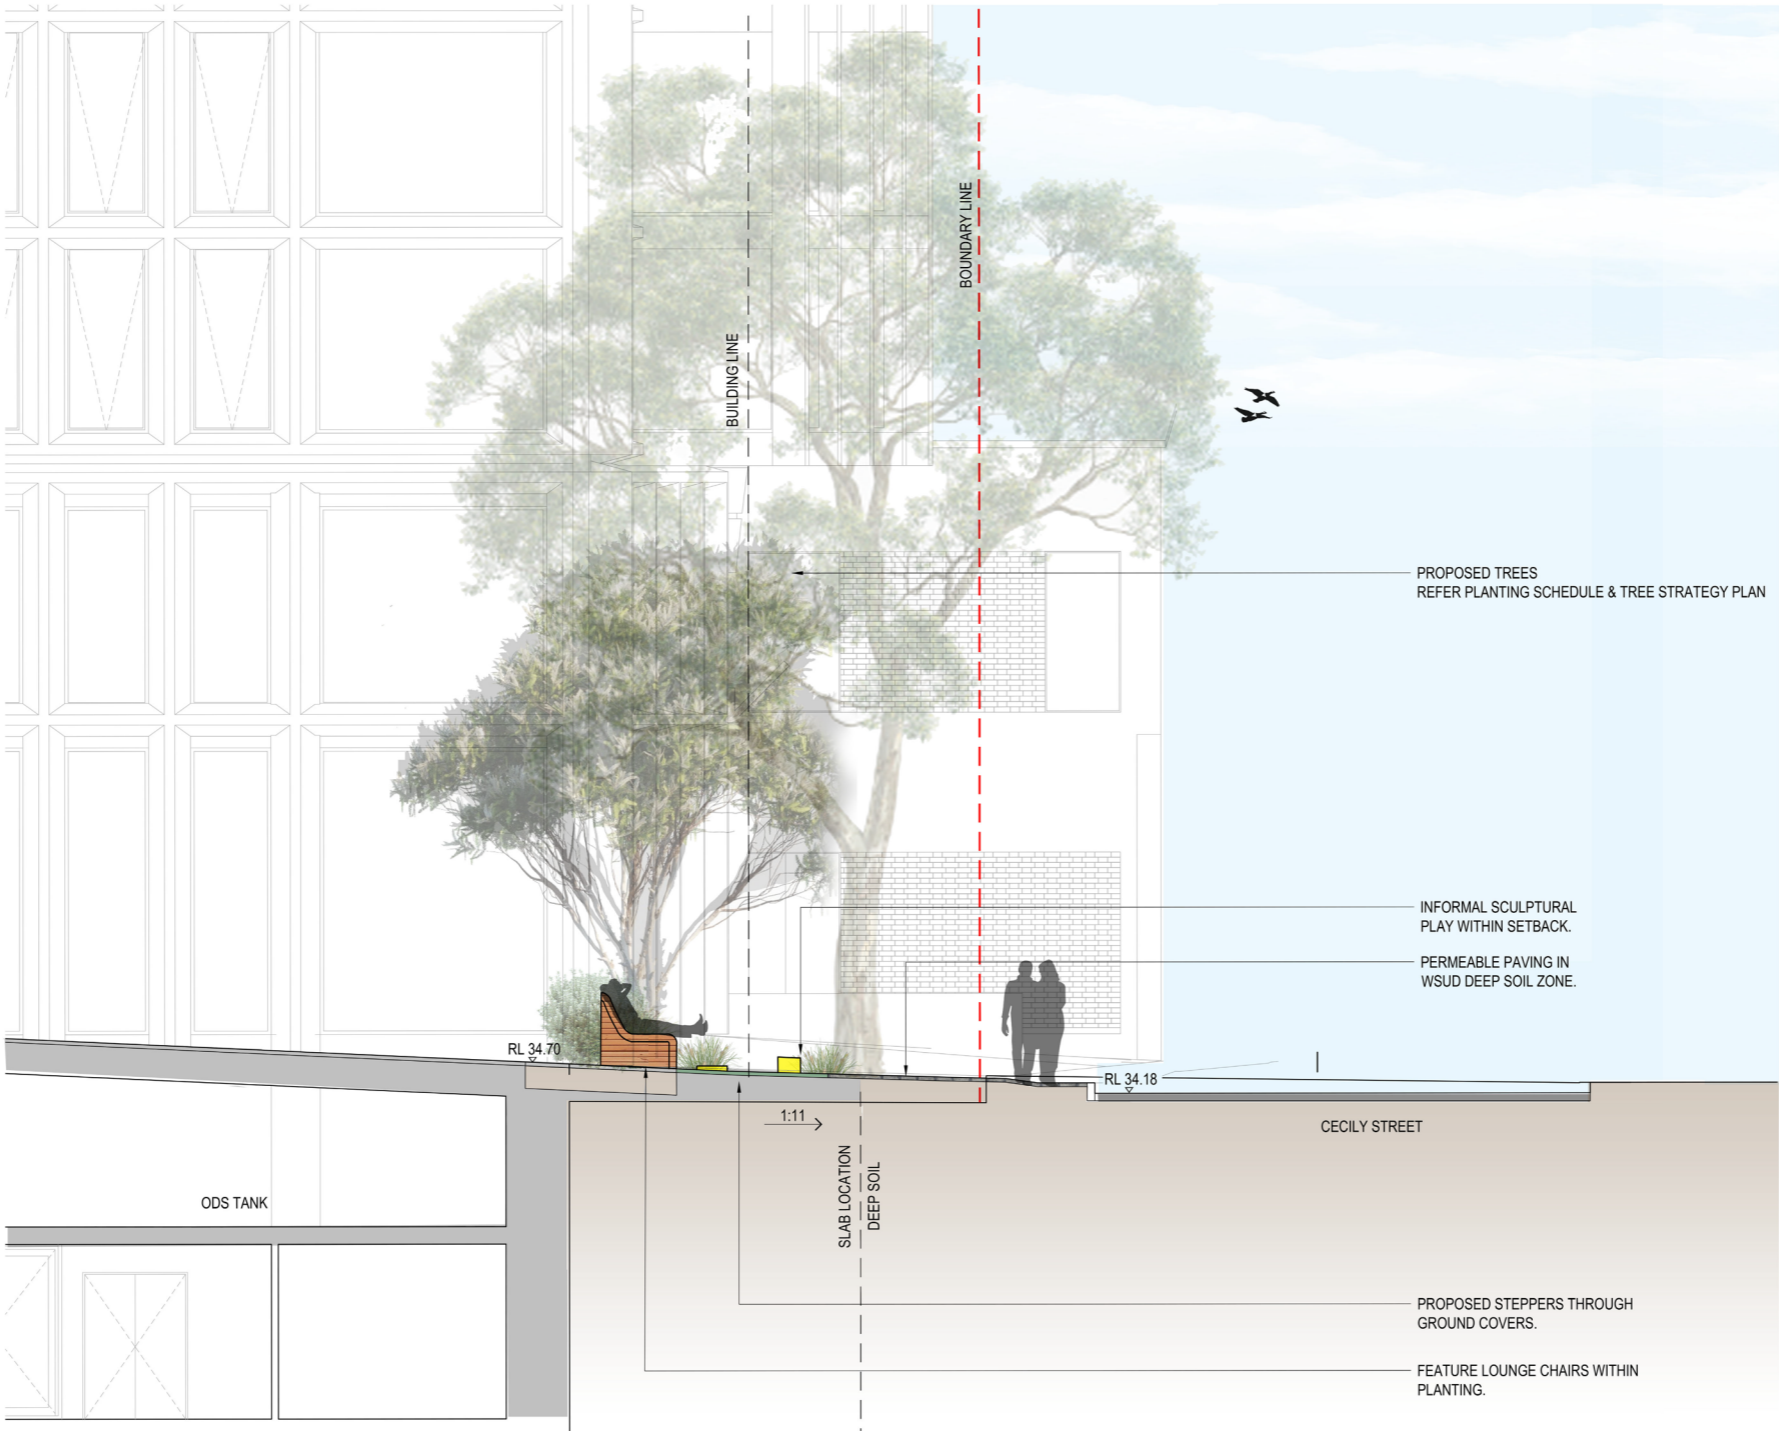 BOUNDARY LINE
BUILDING LINE
PROPOSED TREES
REFER PLANTING SCHEDULE & TREE STRATEGY PLAN
INFORMAL SCULPTURAL
PLAY WITHIN SETBACK.
PERMEABLE PAVING IN
WSUD DEEP SOIL ZONE.
RL 34.70
RL 34.18
1:11
CECILY STREET
SLAB LOCATION
DEEP SOIL
ODS TANK
PROPOSED STEPPERS THROUGH
GROUND COVERS.
FEATURE LOUNGE CHAIRS WITHIN
PLANTING.